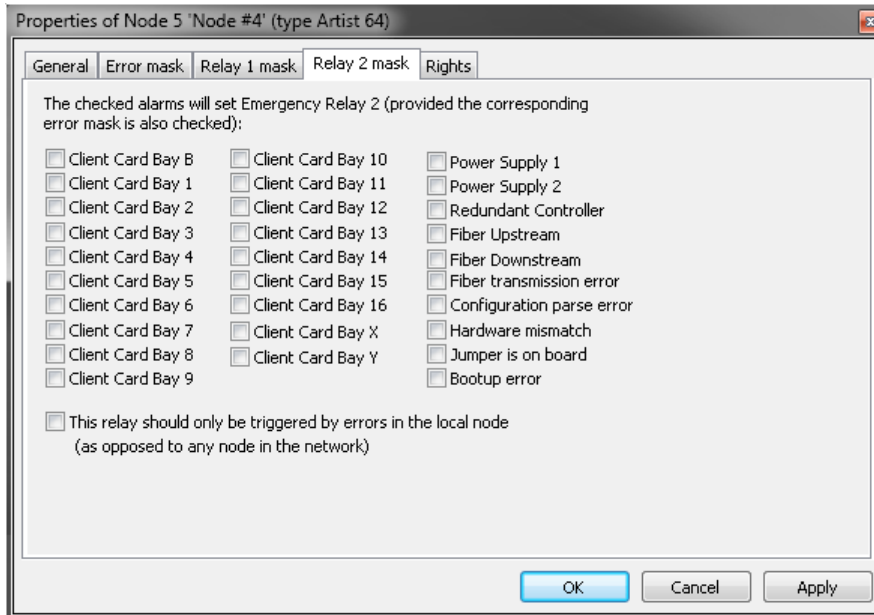 Properties of Node 5 'Node #4' (type Artist 64)
General Error mask Relay 1 mask Relay 2 mask Rights
The checked alarms will set Emergency Relay 2 (provided the corresponding
error mask is also checked):
Client Card Bay B
Client Card Bay 1
Client Card Bay 2
Client Card Bay 3
Client Card Bay 4
Client Card Bay 5
Client Card Bay 6
Client Card Bay 7
Client Card Bay 8
Client Card Bay 9
Client Card Bay 10
Client Card Bay 11
Client Card Bay 12
Client Card Bay 13
Client Card Bay 14
Client Card Bay 15
Client Card Bay 16
Client Card Bay X
Client Card Bay Y
Power Supply 1
Power Supply 2
Redundant Controller
Fiber Upstream
Fiber Downstream
Fiber transmission error
Configuration parse error
Hardware mismatch
Jumper is on board
Bootup error
This relay should only be triggered by errors in the local node
(as opposed to any node in the network)
OK Cancel Apply